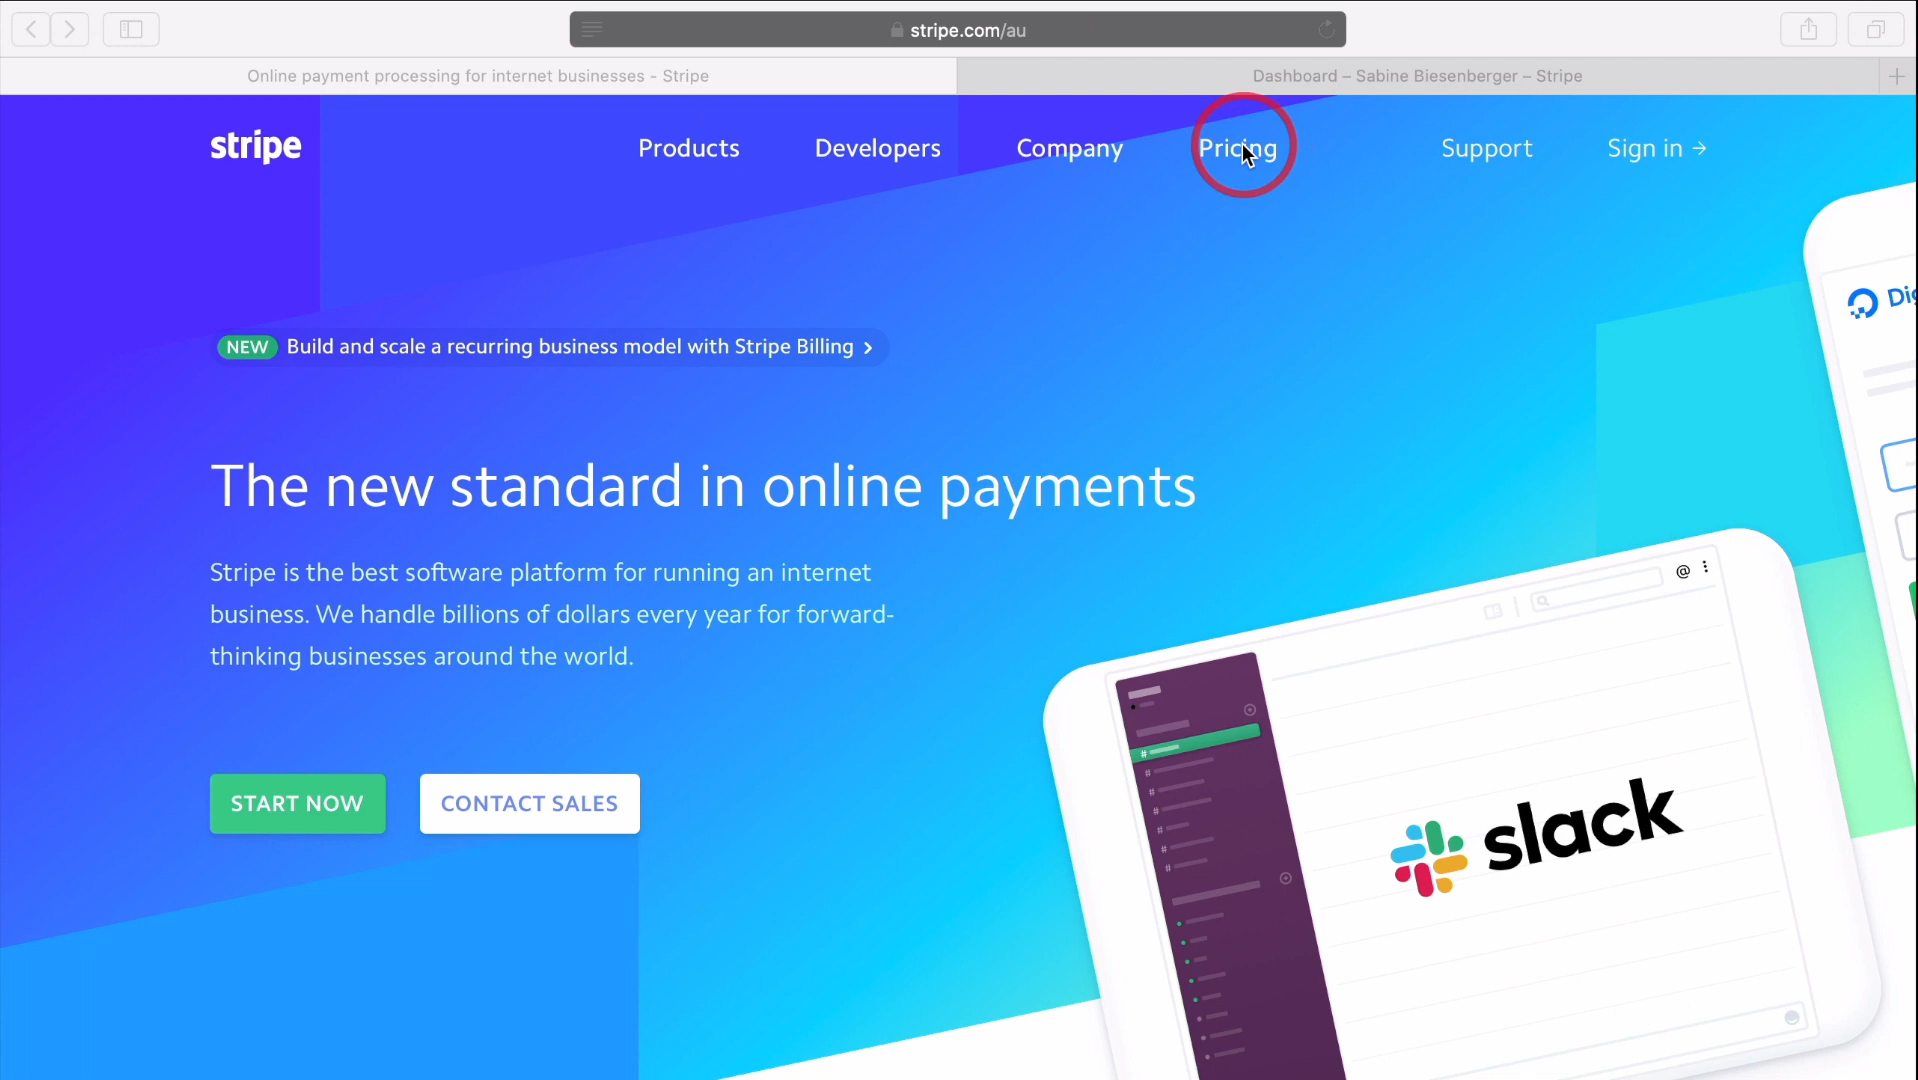 stripe.com/au
Online payment processing for internet businesses - Stripe
Dashboard – Sabine Biesenberger – Stripe
stripe
Products
Developers
Company
Pricing
Support
Sign in →
NEW Build and scale a recurring business model with Stripe Billing
The new standard in online payments
Stripe is the best software platform for running an internet
business. We handle billions of dollars every year for forward-
thinking businesses around the world.
START NOW
CONTACT SALES
@
slack